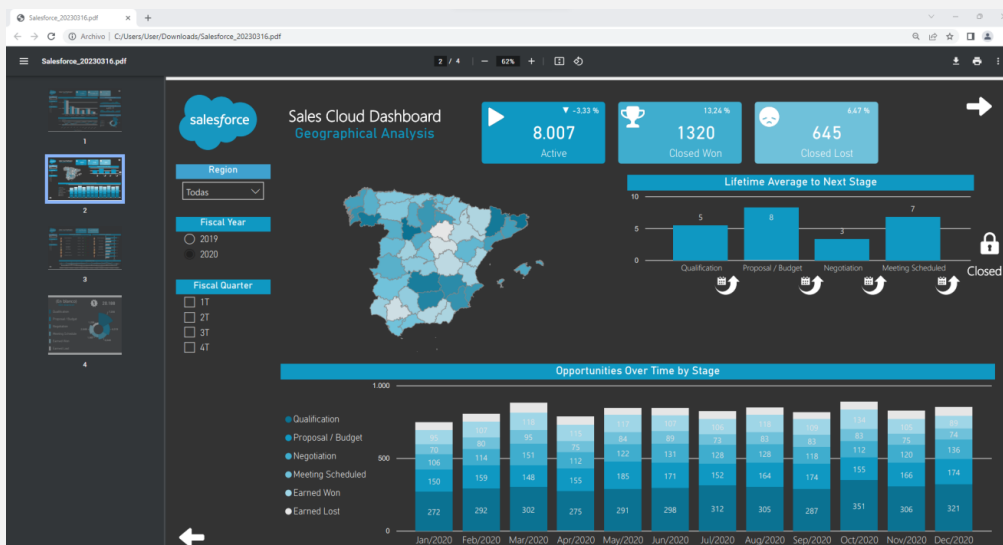 Salesforce_20230316.pdf
Archivo | C:/Users/User/Downloads/Salesforce_20230316.pdf
Salesforce_20230316.pdf
2 / 4
62%
1
2
3
4
salesforce
Sales Cloud Dashboard
Geographical Analysis
-3,33 %
8.007
Active
13,24 %
1320
Closed Won
6,47 %
645
Closed Lost
Region
Todas
Fiscal Year
2019
2020
Fiscal Quarter
1T
2T
3T
4T
Lifetime Average to Next Stage
10
5
0
5
8
3
7
Qualification
Proposal / Budget
Negotiation
Meeting Scheduled
Closed
Opportunities Over Time by Stage
1.000
500
0
Qualification
Proposal / Budget
Negotiation
Meeting Scheduled
Earned Won
Earned Lost
95 107 118 115 117 107 106 118 109 134 105 89
70 80 95 75 84 89 73 83 83 83 75 74
106 114 151 112 122 131 128 128 118 112 120 136
150 159 148 155 185 171 152 164 174 155 166 174
272 292 302 275 291 298 312 305 287 351 306 321
Jan/2020 Feb/2020 Mar/2020 Apr/2020 May/2020 Jun/2020 Jul/2020 Aug/2020 Sep/2020 Oct/2020 Nov/2020 Dec/2020